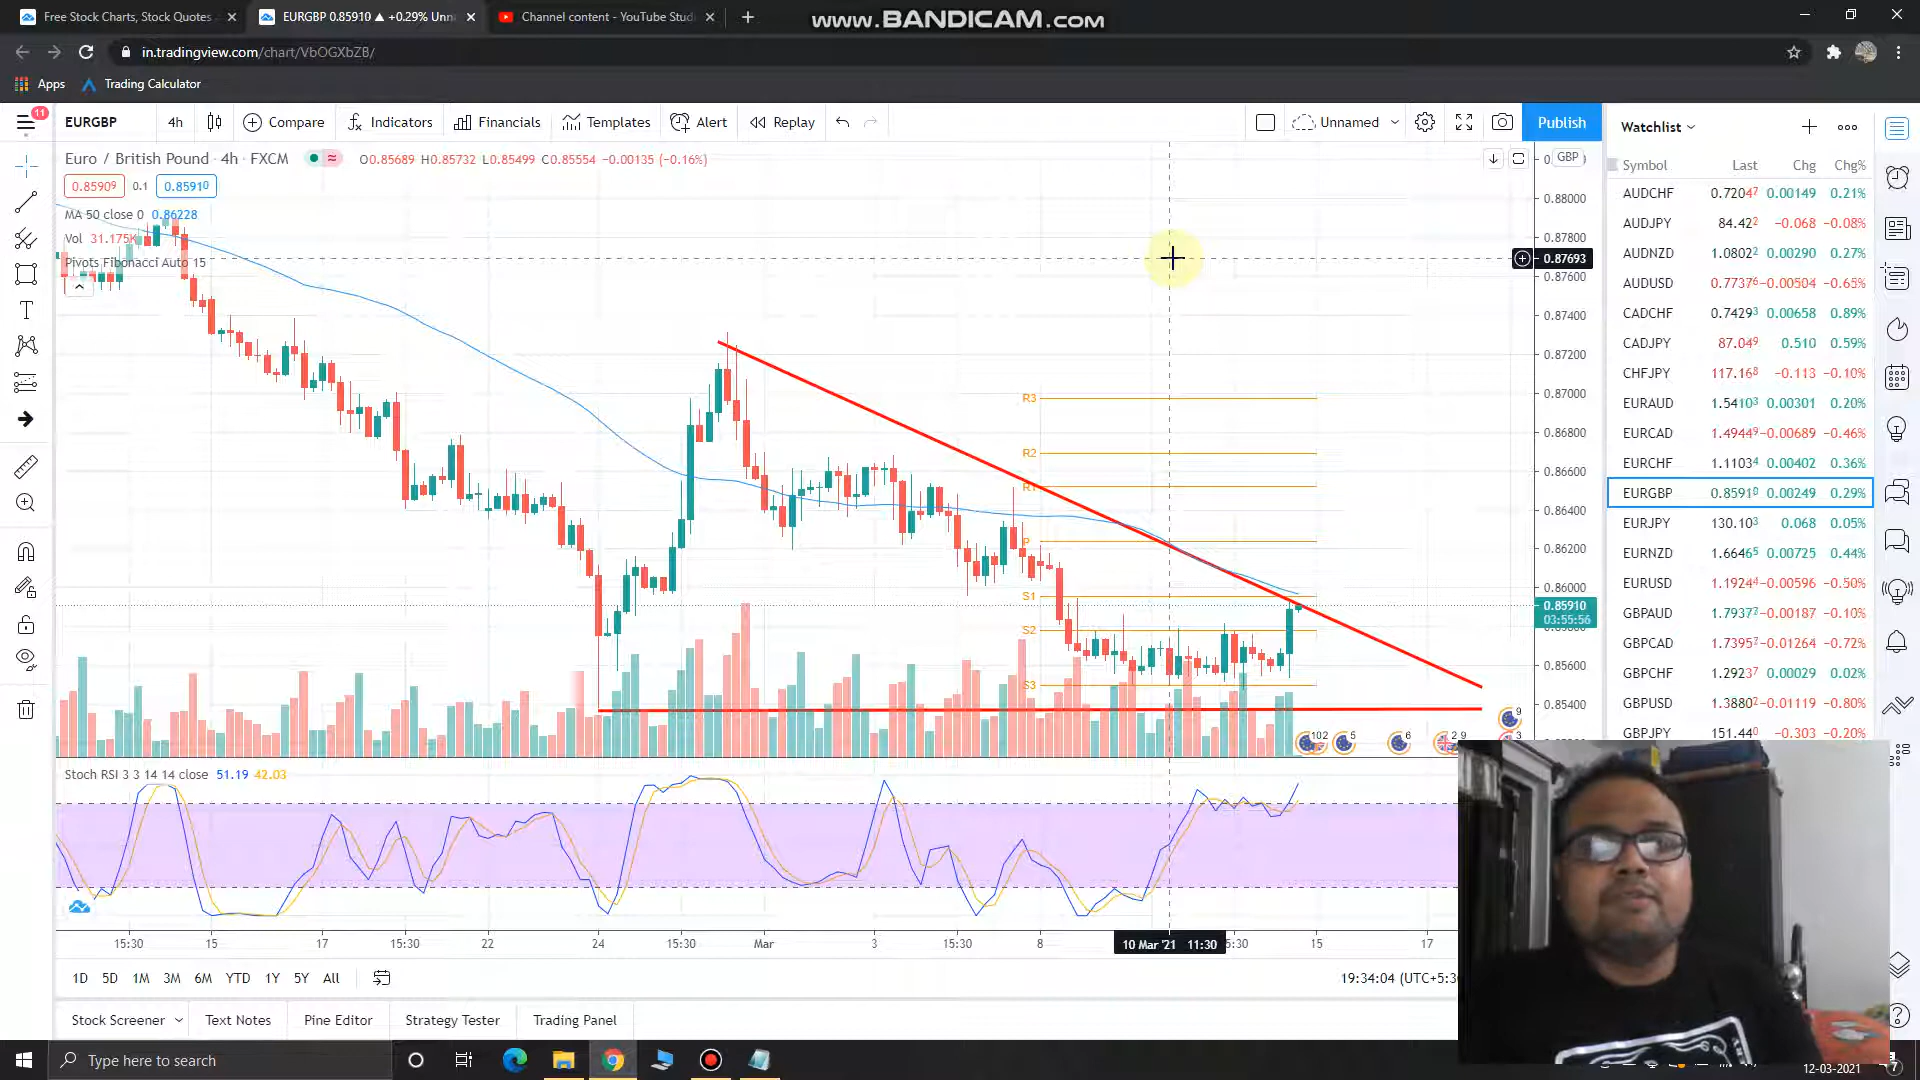 Free Stock Charts, Stock Quotes
EURGBP 0.85910 ▲ +0.29% Unn
Channel content - YouTube Stud
www.BANDICAM.com
in.tradingview.com/chart/VbOGXbZB/
Apps
Trading Calculator
11
EURGBP
4h
Compare
Indicators
Financials
Templates
Alert
Replay
Unnamed
Publish
Euro / British Pound · 4h · FXCM
O0.85689 H0.85732 L0.85499 C0.85554 -0.00135 (-0.16%)
GBP
0.85909
0.1
0.85910
MA 50 close 0 0.86228
Vol 31.175K
Pivots Fibonacci Auto 15
R3
R2
R1
P
S1
S2
S3
0.88000
0.87800
0.87693
0.87600
0.87400
0.87200
0.87000
0.86800
0.86600
0.86400
0.86200
0.86000
0.85910
03:55:56
0.85600
0.85400
102
5
6
2 9
9
3
Stoch RSI 3 3 14 14 close 51.19 42.03
15:30
15
17
15:30
22
24
15:30
Mar
3
15:30
8
10 Mar '21 11:30
5:30
15
17
1D
5D
1M
3M
6M
YTD
1Y
5Y
All
19:34:04 (UTC+5:3
Stock Screener
Text Notes
Pine Editor
Strategy Tester
Trading Panel
Watchlist
Symbol Last Chg Chg%
AUDCHF 0.72047 0.00149 0.21%
AUDJPY 84.422 -0.068 -0.08%
AUDNZD 1.08022 0.00290 0.27%
AUDUSD 0.77376 -0.00504 -0.65%
CADCHF 0.74293 0.00658 0.89%
CADJPY 87.049 0.510 0.59%
CHFJPY 117.168 -0.113 -0.10%
EURAUD 1.54103 0.00301 0.20%
EURCAD 1.49449 -0.00689 -0.46%
EURCHF 1.11034 0.00402 0.36%
EURGBP 0.85910 0.00249 0.29%
EURJPY 130.103 0.068 0.05%
EURNZD 1.66465 0.00725 0.44%
EURUSD 1.19244 -0.00596 -0.50%
GBPAUD 1.79377 -0.00187 -0.10%
GBPCAD 1.73957 -0.01264 -0.72%
GBPCHF 1.29237 0.00029 0.02%
GBPUSD 1.38802 -0.01119 -0.80%
GBPJPY 151.440 -0.303 -0.20%
Type here to search
12-03-2021
7